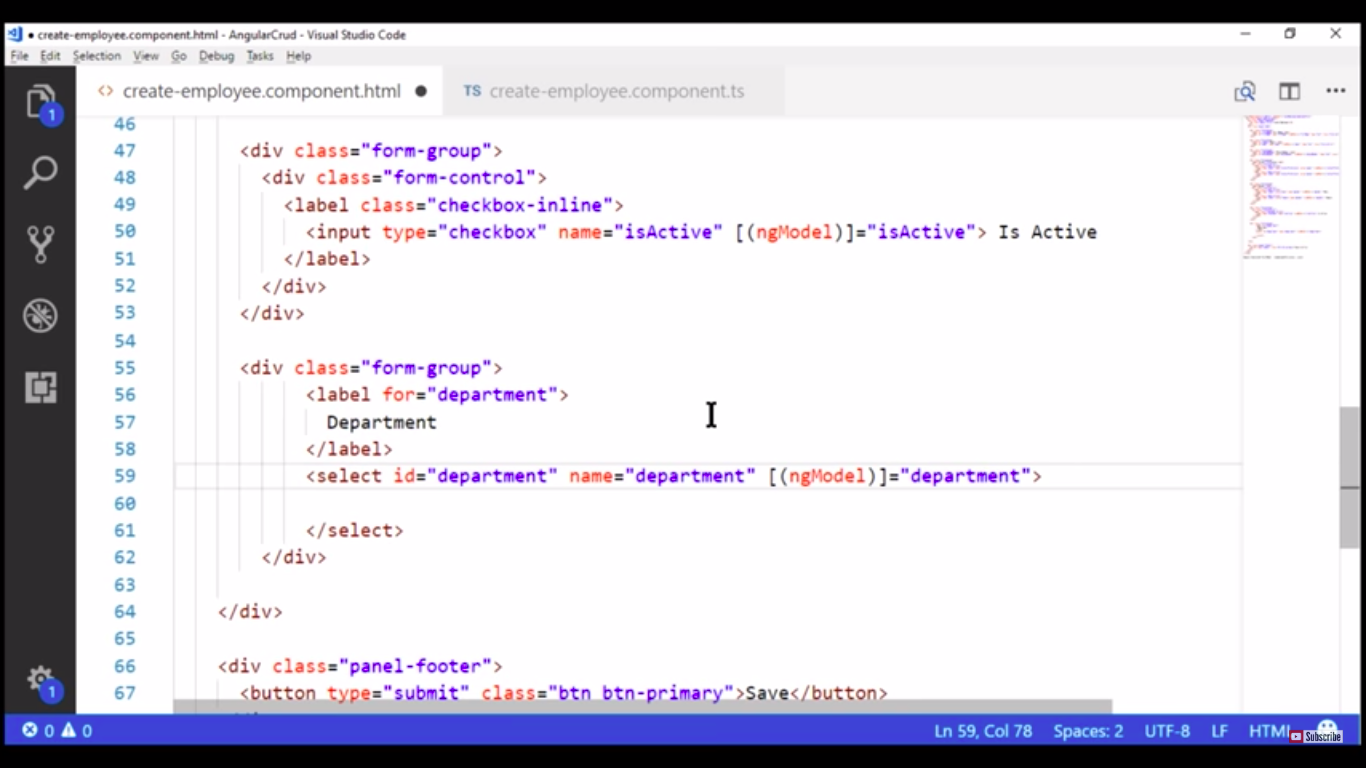 create-employee.component.html - AngularCrud - Visual Studio Code
File Edit Selection View Go Debug Tasks Help
<> create-employee.component.html TS create-employee.component.ts
46
47 <div class="form-group">
48 <div class="form-control">
49 <label class="checkbox-inline">
50 <input type="checkbox" name="isActive" [(ngModel)]="isActive"> Is Active
51 </label>
52 </div>
53 </div>
54
55 <div class="form-group">
56 <label for="department">
57 Department
58 </label>
59 <select id="department" name="department" [(ngModel)]="department">
60
61 </select>
62 </div>
63
64 </div>
65
66 <div class="panel-footer">
67 <button type="submit" class="btn btn-primary">Save</button>
1
1
0 0 Ln 59, Col 78 Spaces: 2 UTF-8 LF HTML
Subscribe